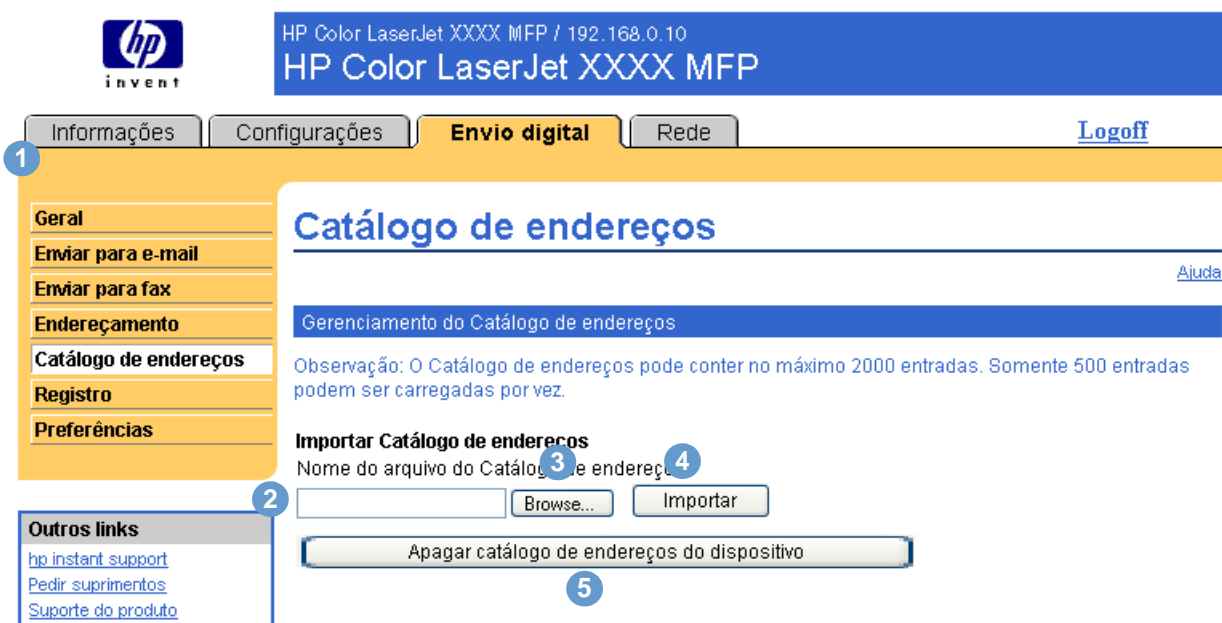 hp
invent
HP Color LaserJet XXXX MFP / 192.168.0.10
HP Color LaserJet XXXX MFP
Informações
Configurações
Envio digital
Rede
Logoff
1
Geral
Enviar para e-mail
Enviar para fax
Endereçamento
Catálogo de endereços
Registro
Preferências
Outros links
hp instant support
Pedir suprimentos
Suporte do produto
Catálogo de endereços
Ajuda
Gerenciamento do Catálogo de endereços
Observação: O Catálogo de endereços pode conter no máximo 2000 entradas. Somente 500 entradas
podem ser carregadas por vez.
Importar Catálogo de endereços
Nome do arquivo do Catálogo de endereço
3
4
2
Browse...
Importar
Apagar catálogo de endereços do dispositivo
5